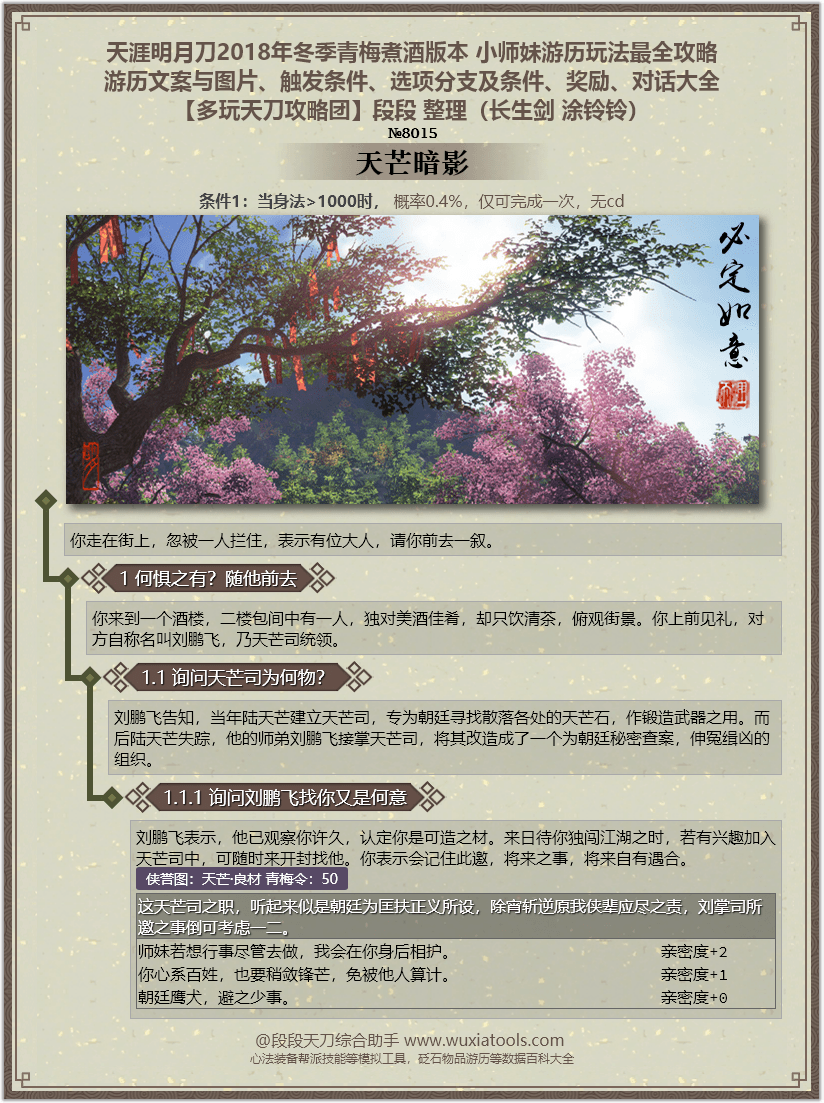 天涯明月刀2018年冬季青梅煮酒版本 小师妹游历玩法最全攻略
游历文案与图片、触发条件、选项分支及条件、奖励、对话大全
【多玩天刀攻略团】段段 整理（长生剑 涂铃铃）
№8015
天芒暗影
条件1：当身法>1000时， 概率0.4%，仅可完成一次，无cd
必定如意
你走在街上，忽被一人拦住，表示有位大人，请你前去一叙。
1 何惧之有？随他前去
你来到一个酒楼，二楼包间中有一人，独对美酒佳肴，却只饮清茶，俯观街景。你上前见礼，对
方自称名叫刘鹏飞，乃天芒司统领。
1.1 询问天芒司为何物？
刘鹏飞告知，当年陆天芒建立天芒司，专为朝廷寻找散落各处的天芒石，作锻造武器之用。而
后陆天芒失踪，他的师弟刘鹏飞接掌天芒司，将其改造成了一个为朝廷秘密查案，伸冤缉凶的
组织。
1.1.1 询问刘鹏飞找你又是何意
刘鹏飞表示，他已观察你许久，认定你是可造之材。来日待你独闯江湖之时，若有兴趣加入
天芒司中，可随时来开封找他。你表示会记住此邀，将来之事，将来自有遇合。
侠誉图：天芒·良材 青梅令：50
这天芒司之职，听起来似是朝廷为匡扶正义所设，除宵斩逆原我侠辈应尽之责，刘掌司所
邀之事倒可考虑一二。
师妹若想行事尽管去做，我会在你身后相护。 亲密度+2
你心系百姓，也要稍敛锋芒，免被他人算计。 亲密度+1
朝廷鹰犬，避之少事。 亲密度+0
@段段天刀综合助手 www.wuxiatools.com
心法装备帮派技能等模拟工具，砭石物品游历等数据百科大全